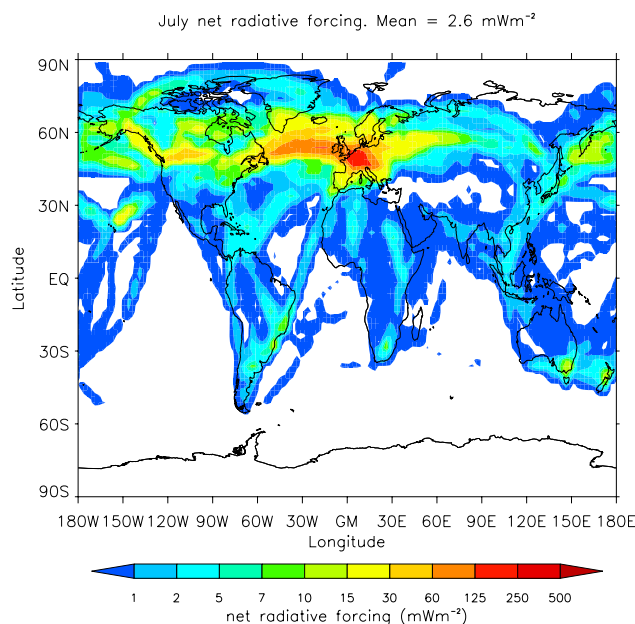 July net radiative forcing. Mean = 2.6 mWm⁻²
90N
60N
30N
EQ
30S
60S
90S
Latitude
180W 150W 120W 90W 60W 30W GM 30E 60E 90E 120E 150E 180E
Longitude
1 2 5 7 10 15 30 60 125 250 500
net radiative forcing (mWm⁻²)